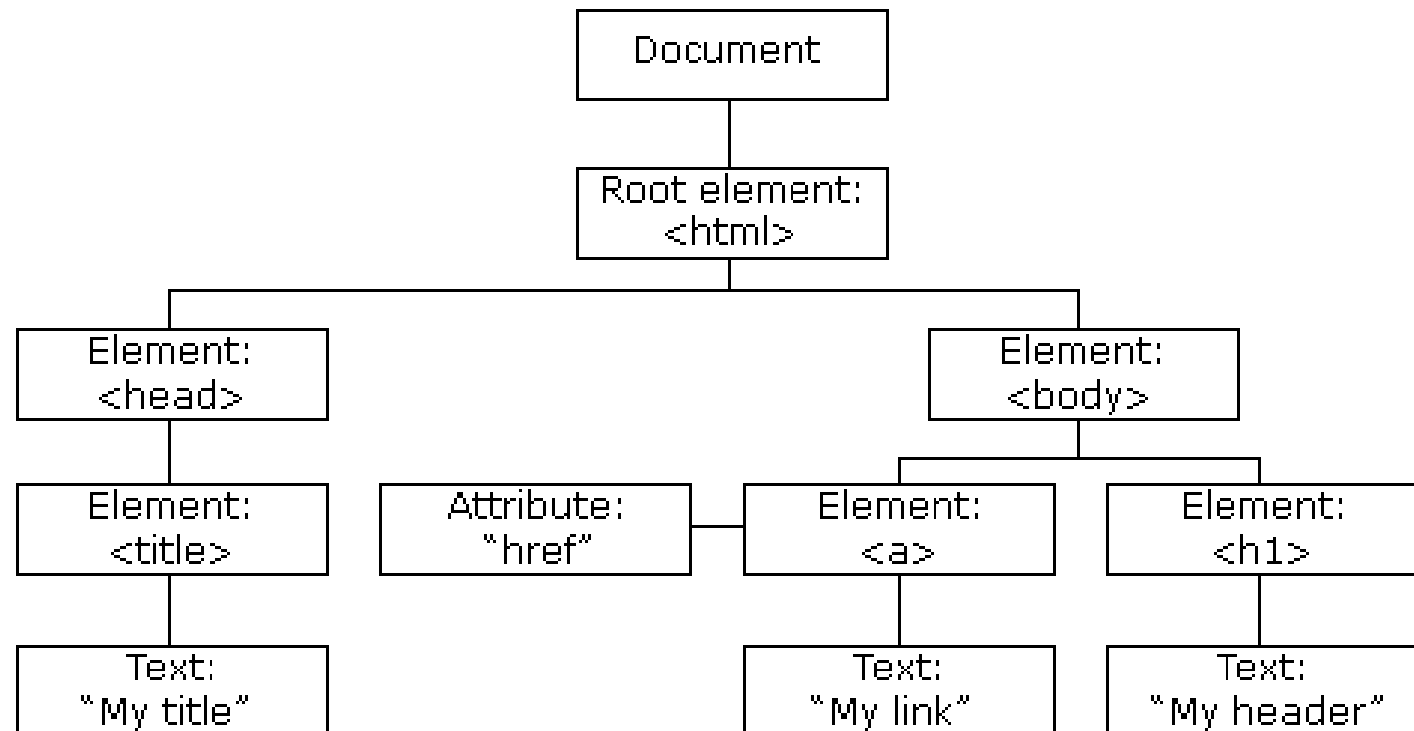 Document
Root element:
<html>
Element:
<head>
Element:
<body>
Element:
<title>
Attribute:
“href”
Element:
<a>
Element:
<h1>
Text:
“My title”
Text:
“My link”
Text:
“My header”